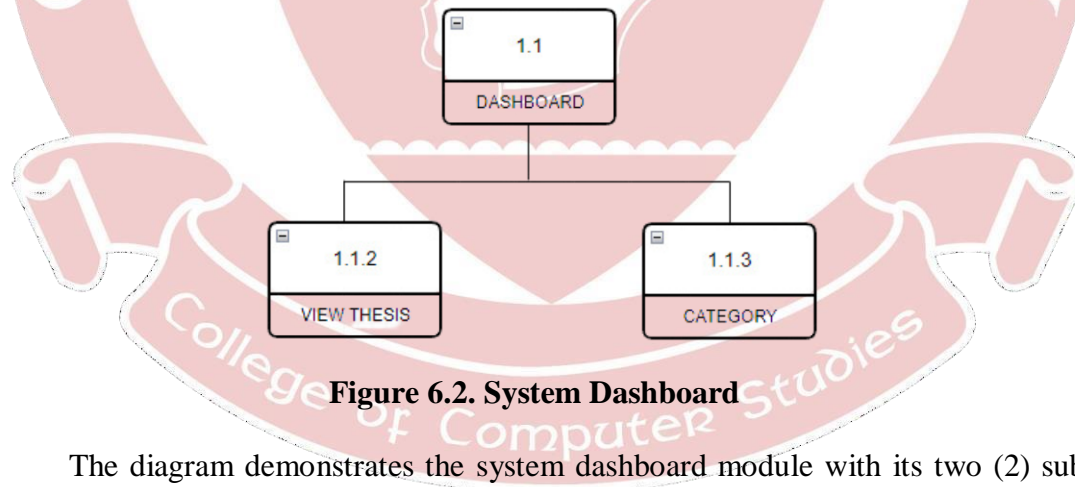 1.1
DASHBOARD
1.1.2
VIEW THESIS
1.1.3
CATEGORY
College of Computer Studies
Figure 6.2. System Dashboard
The diagram demonstrates the system dashboard module with its two (2) sub